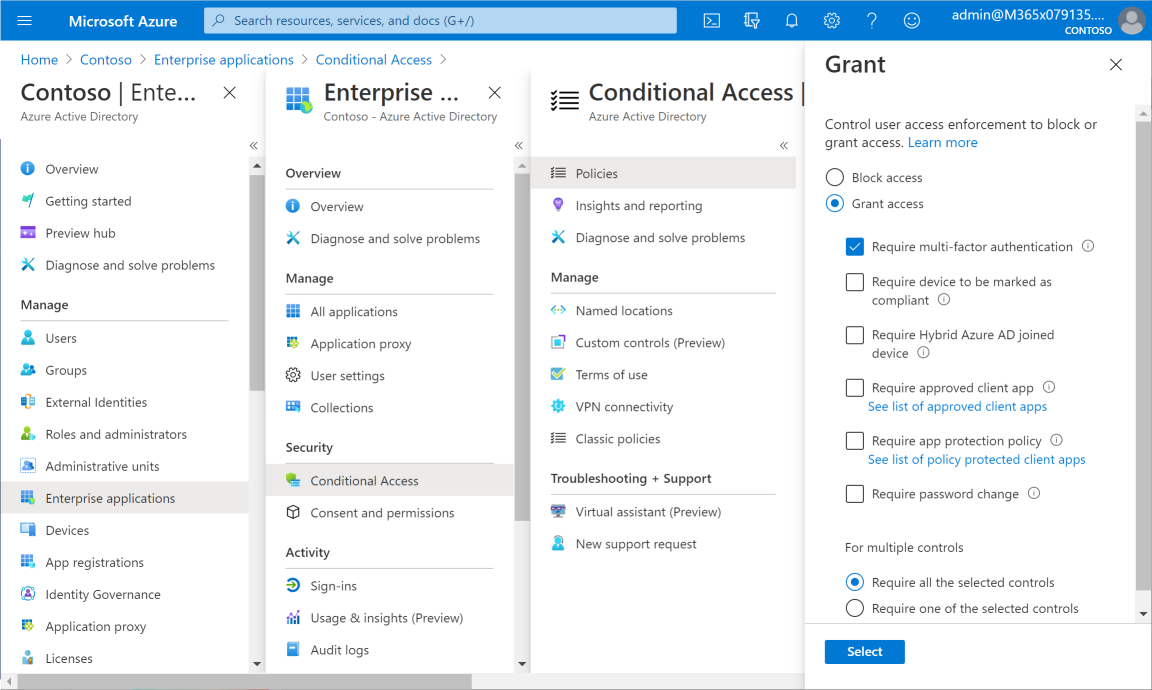 Microsoft Azure
Search resources, services, and docs (G+/)
admin@M365x079135....
CONTOSO
Home > Contoso > Enterprise applications > Conditional Access >
Contoso | Ente...
Azure Active Directory
Overview
Getting started
Preview hub
Diagnose and solve problems
Manage
Users
Groups
External Identities
Roles and administrators
Administrative units
Enterprise applications
Devices
App registrations
Identity Governance
Application proxy
Licenses
Enterprise ...
Contoso - Azure Active Directory
Overview
Overview
Diagnose and solve problems
Manage
All applications
Application proxy
User settings
Collections
Security
Conditional Access
Consent and permissions
Activity
Sign-ins
Usage & insights (Preview)
Audit logs
Conditional Access |
Azure Active Directory
Policies
Insights and reporting
Diagnose and solve problems
Manage
Named locations
Custom controls (Preview)
Terms of use
VPN connectivity
Classic policies
Troubleshooting + Support
Virtual assistant (Preview)
New support request
Grant
Control user access enforcement to block or
grant access. Learn more
Block access
Grant access
Require multi-factor authentication
Require device to be marked as
compliant
Require Hybrid Azure AD joined
device
Require approved client app
See list of approved client apps
Require app protection policy
See list of policy protected client apps
Require password change
For multiple controls
Require all the selected controls
Require one of the selected controls
Select